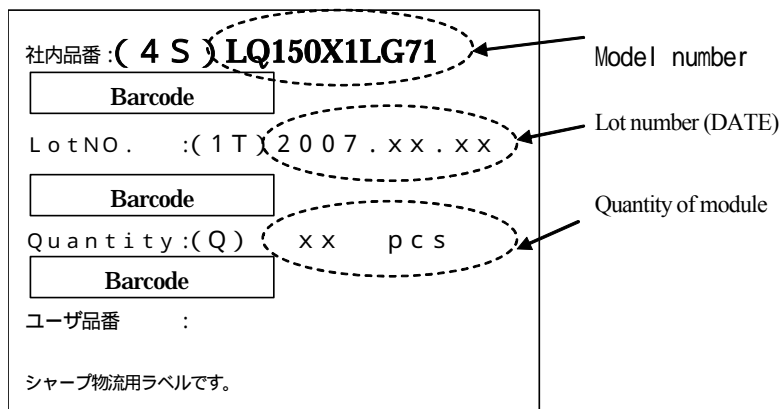 社内品番 :(４Ｓ) LQ150X1LG71
Model number
Barcode
Lot number (DATE)
ＬｏｔNO. :(１T) 2007.xx.xx
Barcode
Quantity of module
Quantity:(Q) xx pcs
Barcode
ユーザ品番 :
シャープ物流用ラベルです。